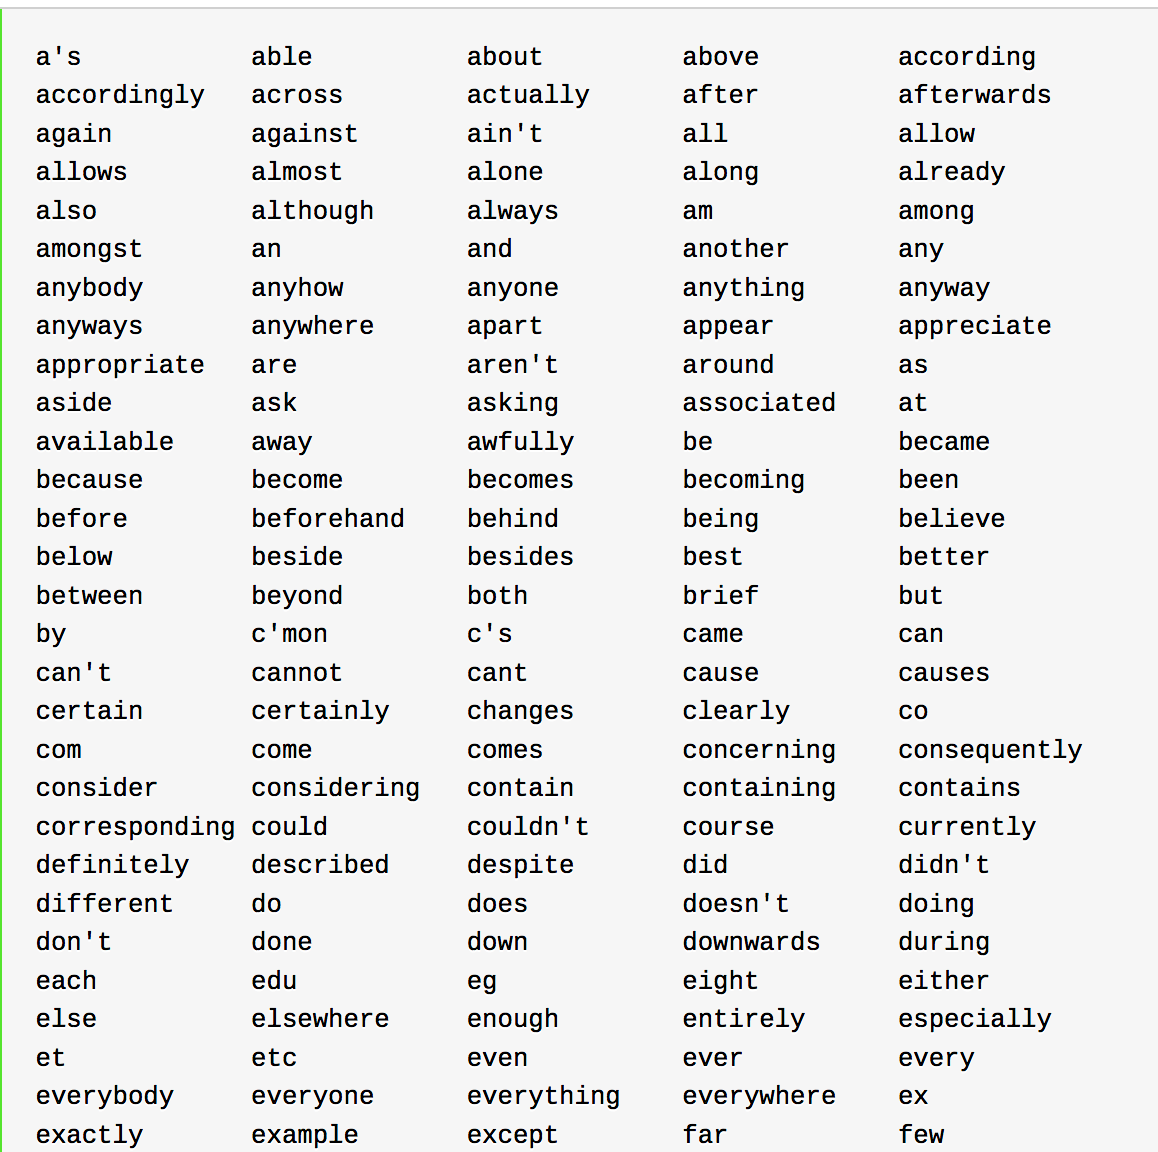 a's able about above according
accordingly across actually after afterwards
again against ain't all allow
allows almost alone along already
also although always am among
amongst an and another any
anybody anyhow anyone anything anyway
anyways anywhere apart appear appreciate
appropriate are aren't around as
aside ask asking associated at
available away awfully be became
because become becomes becoming been
before beforehand behind being believe
below beside besides best better
between beyond both brief but
by c'mon c's came can
can't cannot cant cause causes
certain certainly changes clearly co
com come comes concerning consequently
consider considering contain containing contains
corresponding could couldn't course currently
definitely described despite did didn't
different do does doesn't doing
don't done down downwards during
each edu eg eight either
else elsewhere enough entirely especially
et etc even ever every
everybody everyone everything everywhere ex
exactly example except far few